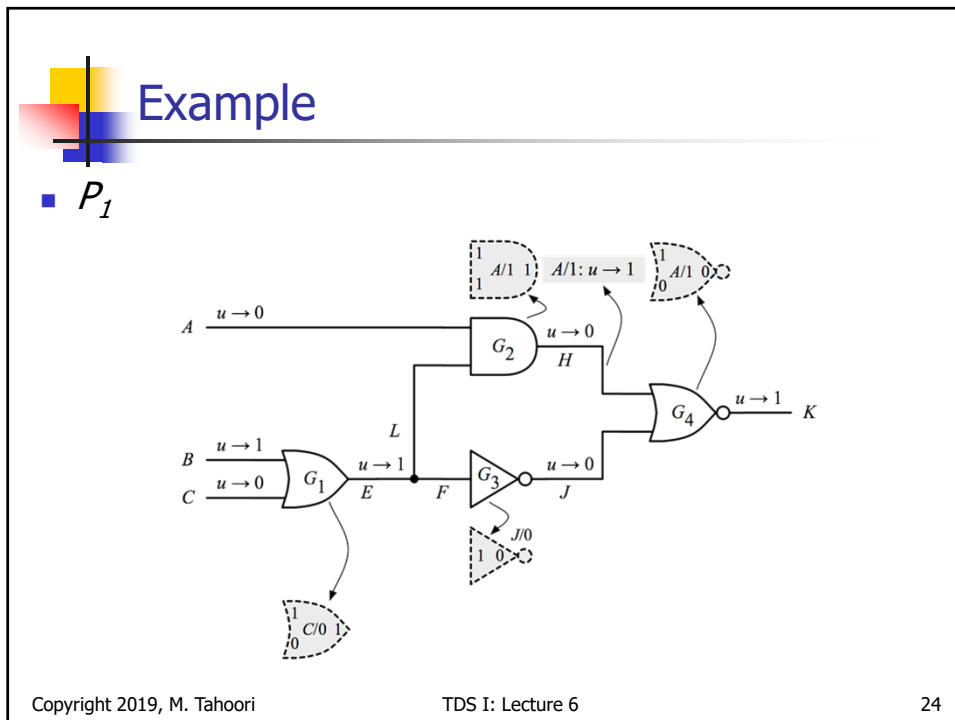 Example
P1
1
1 A/1 1
A/1: u → 1
1
0 A/1 0
A u → 0
G2
u → 0
H
G4
u → 1
K
L
B u → 1
C u → 0
G1
u → 1
E
F
G3
u → 0
J
1 0
J/0
1
0 C/0 1
Copyright 2019, M. Tahoori
TDS I: Lecture 6
24